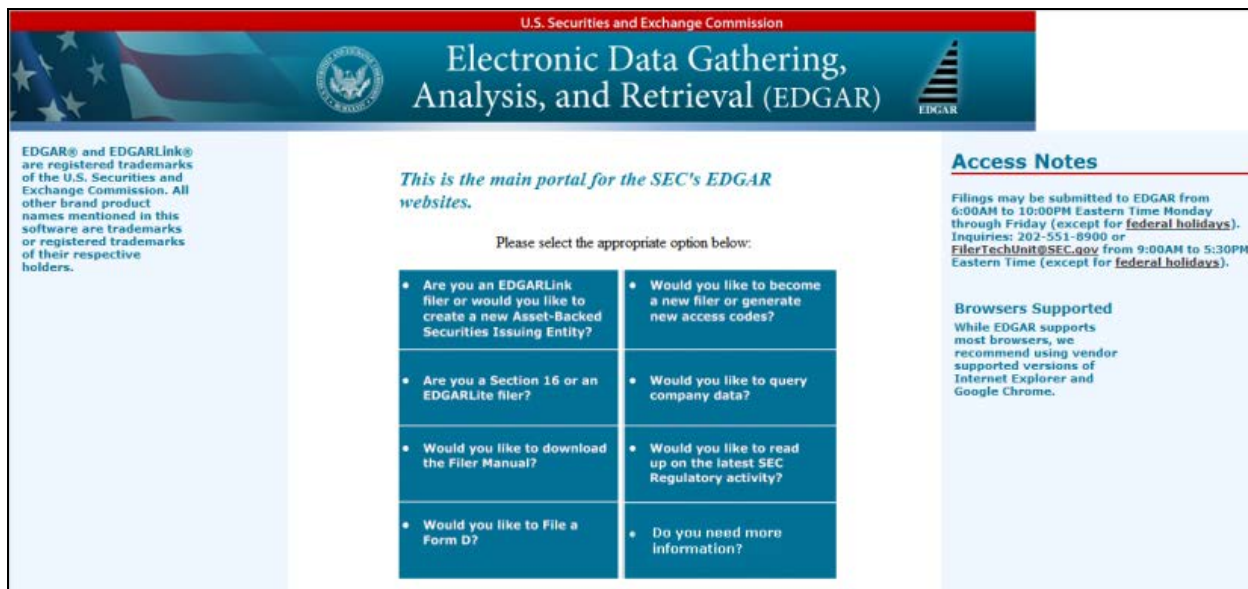 U.S. Securities and Exchange Commission
Electronic Data Gathering,
Analysis, and Retrieval (EDGAR)
EDGAR
EDGAR® and EDGARLink®
are registered trademarks
of the U.S. Securities and
Exchange Commission. All
other brand product
names mentioned in this
software are trademarks
or registered trademarks
of their respective
holders.
This is the main portal for the SEC's EDGAR
websites.
Please select the appropriate option below:
• Are you an EDGARLink
filer or would you like to
create a new Asset-Backed
Securities Issuing Entity?
• Would you like to become
a new filer or generate
new access codes?
• Are you a Section 16 or an
EDGARLite filer?
• Would you like to query
company data?
• Would you like to download
the Filer Manual?
• Would you like to read
up on the latest SEC
Regulatory activity?
• Would you like to File a
Form D?
• Do you need more
information?
Access Notes
Filings may be submitted to EDGAR from
6:00AM to 10:00PM Eastern Time Monday
through Friday (except for federal holidays).
Inquiries: 202-551-8900 or
FilerTechUnit@SEC.gov from 9:00AM to 5:30PM
Eastern Time (except for federal holidays).
Browsers Supported
While EDGAR supports
most browsers, we
recommend using vendor
supported versions of
Internet Explorer and
Google Chrome.